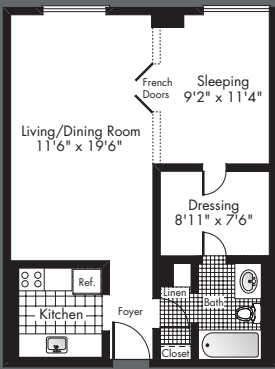 French
Doors
Sleeping
9'2" x 11'4"
Living/Dining Room
11'6" x 19'6"
Dressing
8'11" x 7'6"
Ref.
Linen
Bath
Kitchen
Foyer
Closet